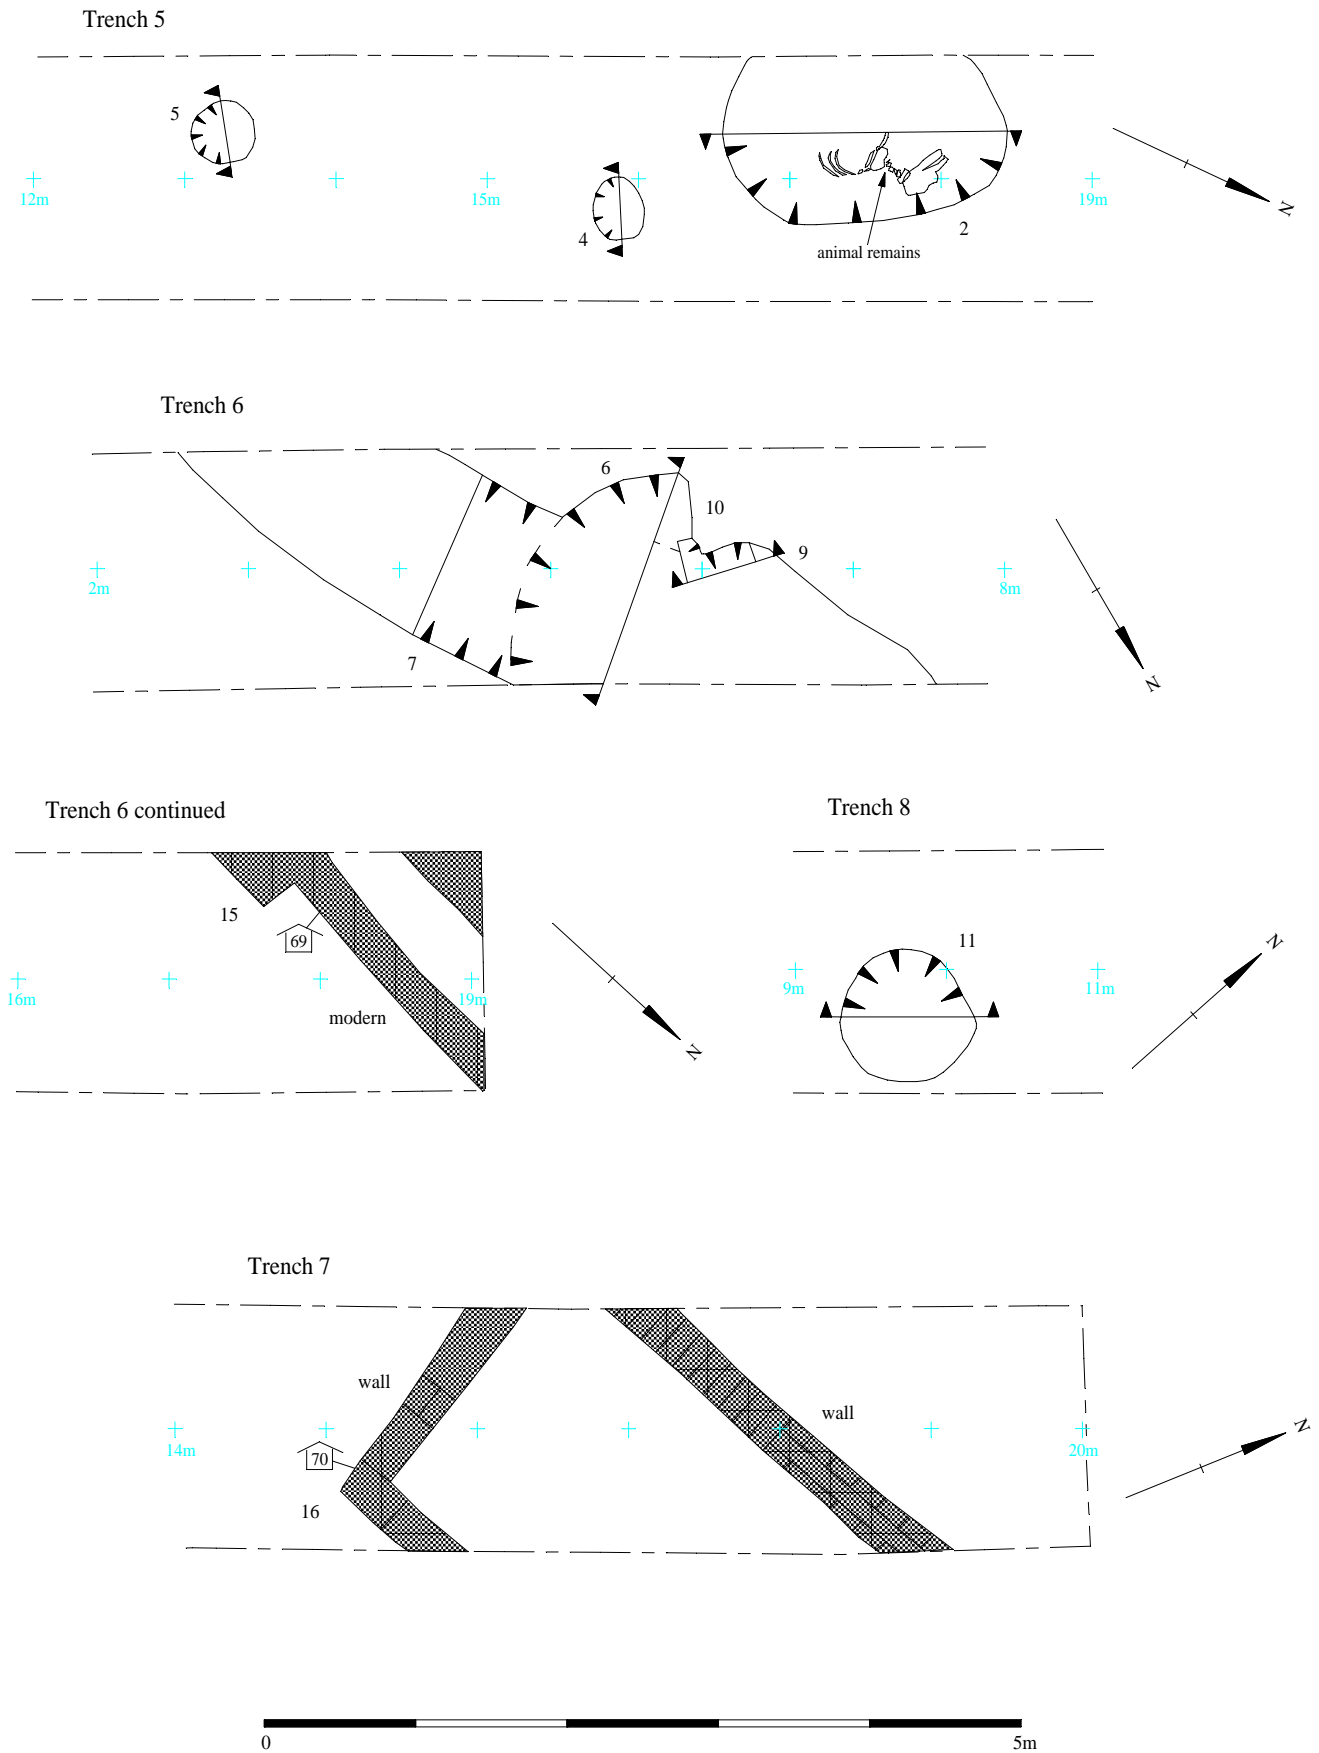 Trench 5
5
12m
15m
4
19m
2
animal remains
N
Trench 6
6
10
9
2m
8m
7
N
Trench 6 continued
15
69
16m
19m
modern
N
Trench 8
11
9m
11m
N
Trench 7
wall
wall
14m
70
20m
16
N
0
5m